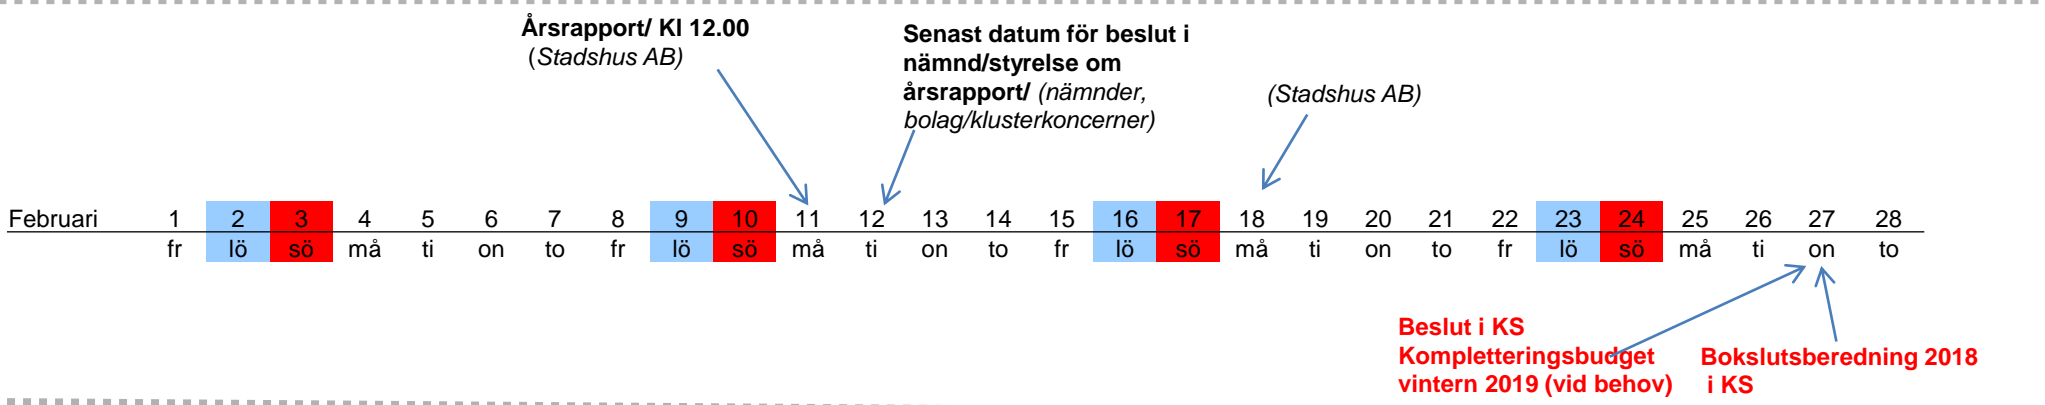 Årsrapport/ Kl 12.00
(Stadshus AB)
Senast datum för beslut i
nämnd/styrelse om
årsrapport/ (nämnder,
bolag/klusterkoncerner)
(Stadshus AB)
Februari 1 2 3 4 5 6 7 8 9 10 11 12 13 14 15 16 17 18 19 20 21 22 23 24 25 26 27 28
fr lö sö må ti on to fr lö sö må ti on to fr lö sö må ti on to fr lö sö må ti on to
Beslut i KS
Kompletteringsbudget
vintern 2019 (vid behov)
Bokslutsberedning 2018
i KS